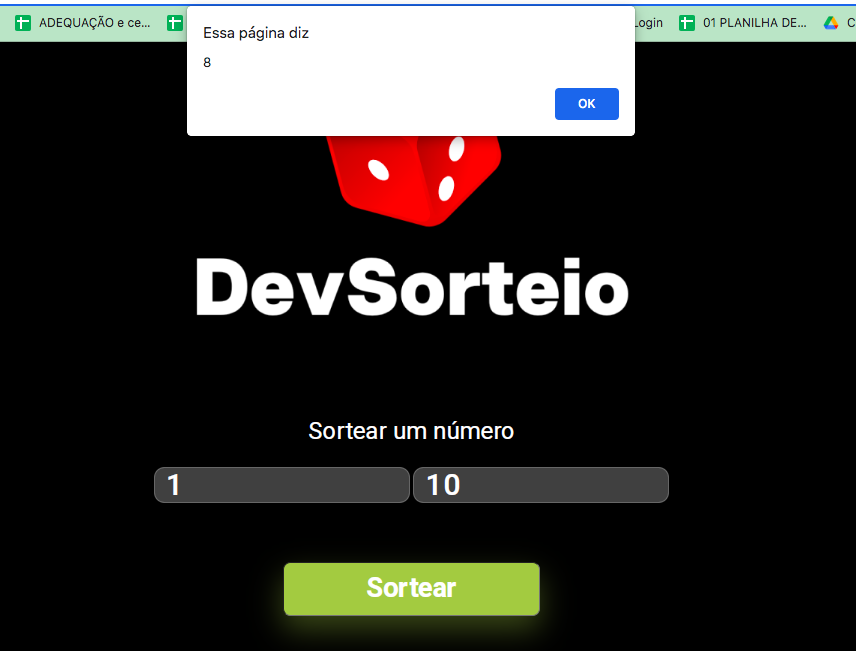 ADEQUAÇÃO e ce...
Login
01 PLANILHA DE...
C
Essa página diz
8
OK
DevSorteio
Sortear um número
1
10
Sortear